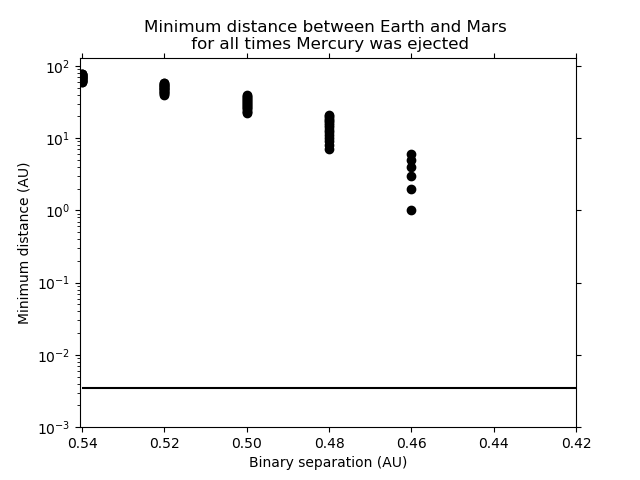 Minimum distance between Earth and Mars
for all times Mercury was ejected
Minimum distance (AU)
10²
10¹
10⁰
10⁻¹
10⁻²
10⁻³
0.54 0.52 0.50 0.48 0.46 0.44 0.42
Binary separation (AU)